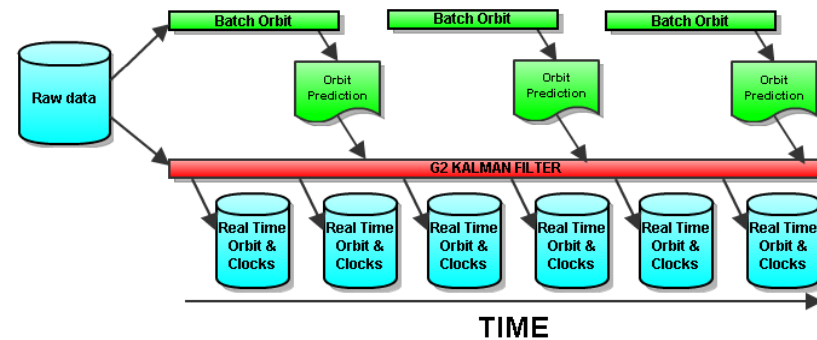 Batch Orbit
Batch Orbit
Batch Orbit
Raw data
Orbit
Prediction
Orbit
Prediction
Orbit
Prediction
G2 KALMAN FILTER
Real Time
Orbit &
Clocks
Real Time
Orbit &
Clocks
Real Time
Orbit &
Clocks
Real Time
Orbit &
Clocks
Real Time
Orbit &
Clocks
Real Time
Orbit &
Clocks
TIME